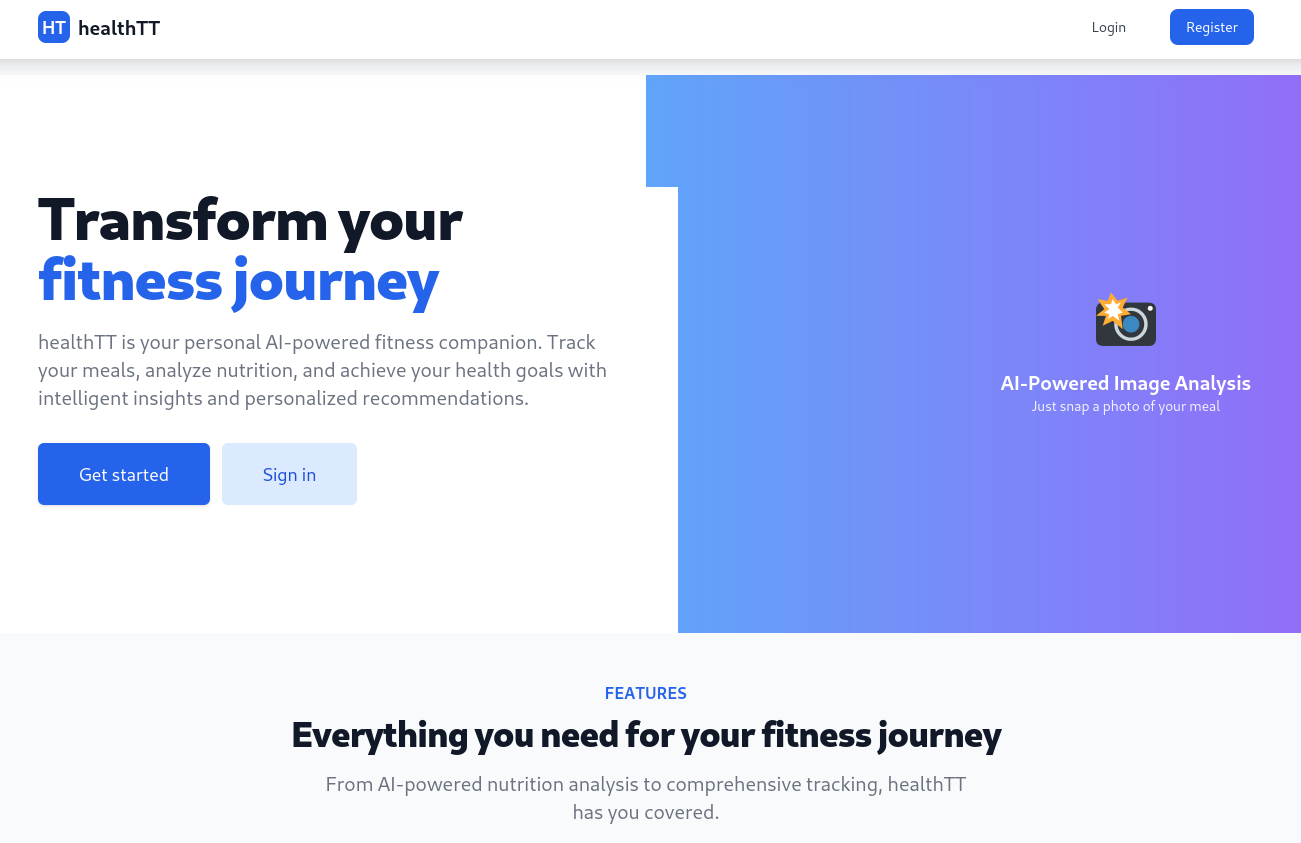 HT healthTT
Login
Register
Transform your
fitness journey
healthTT is your personal AI-powered fitness companion. Track
your meals, analyze nutrition, and achieve your health goals with
intelligent insights and personalized recommendations.
Get started
Sign in
AI-Powered Image Analysis
Just snap a photo of your meal
FEATURES
Everything you need for your fitness journey
From AI-powered nutrition analysis to comprehensive tracking, healthTT
has you covered.